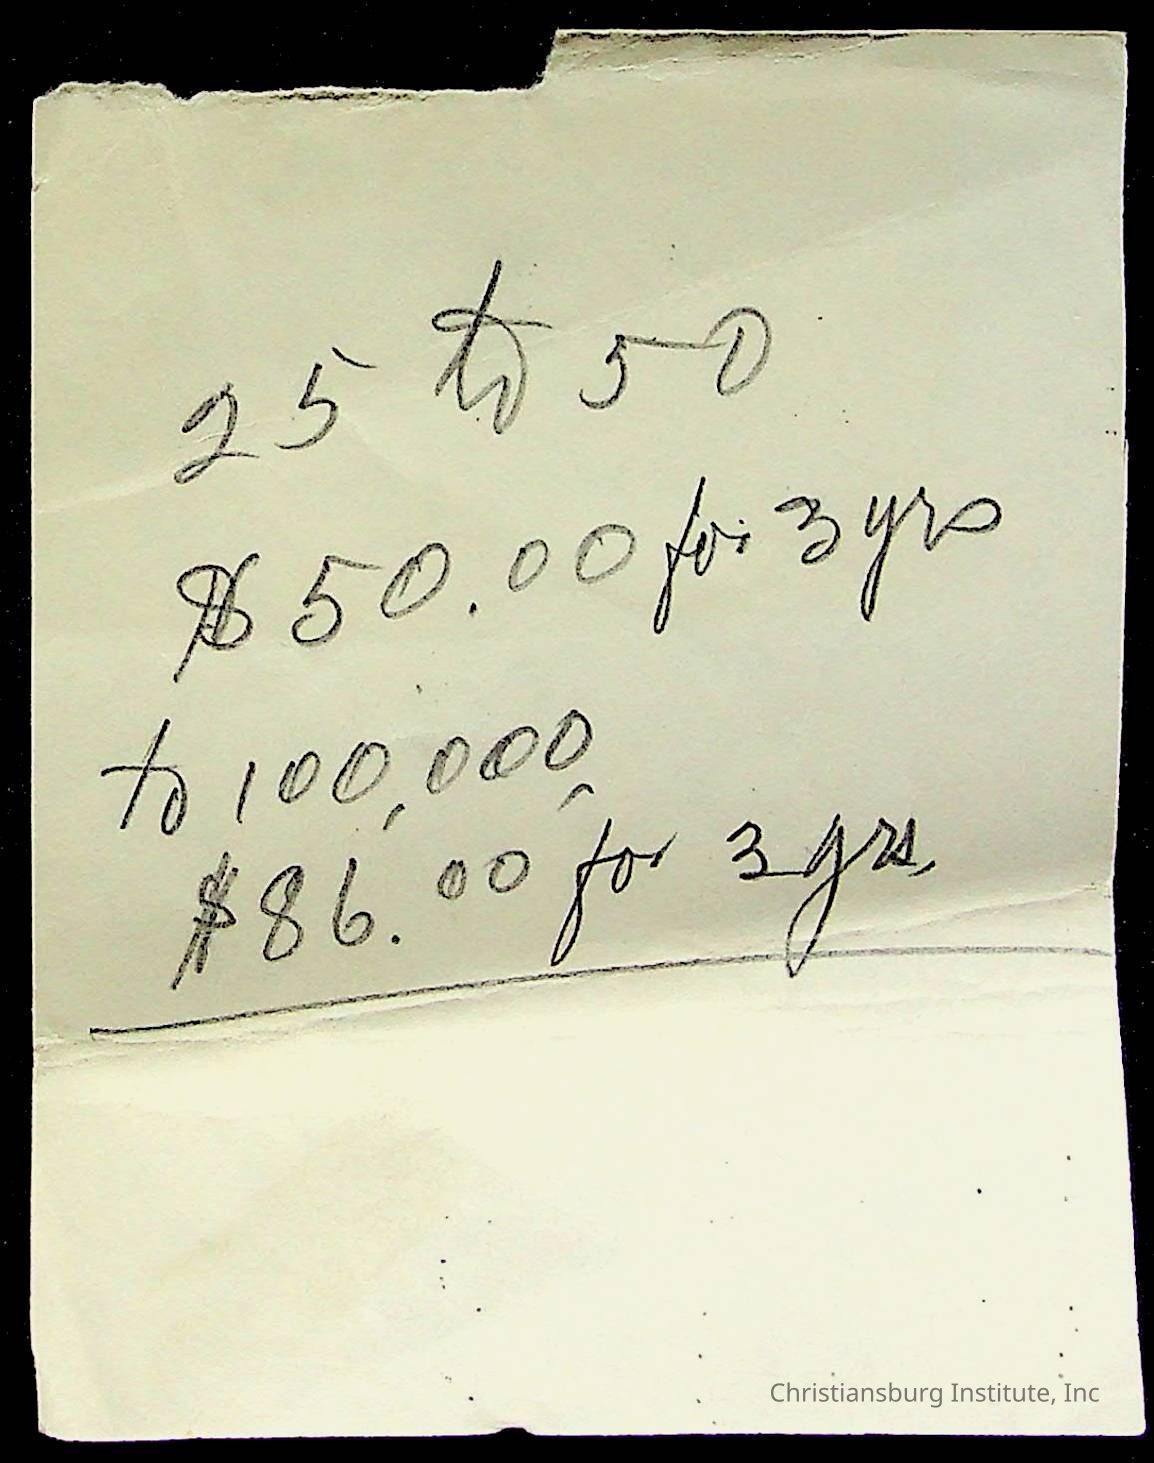 25 to 50
$50.00 for 3 yrs
to 100,000
$86.00 for 3 yrs.
Christiansburg Institute, Inc